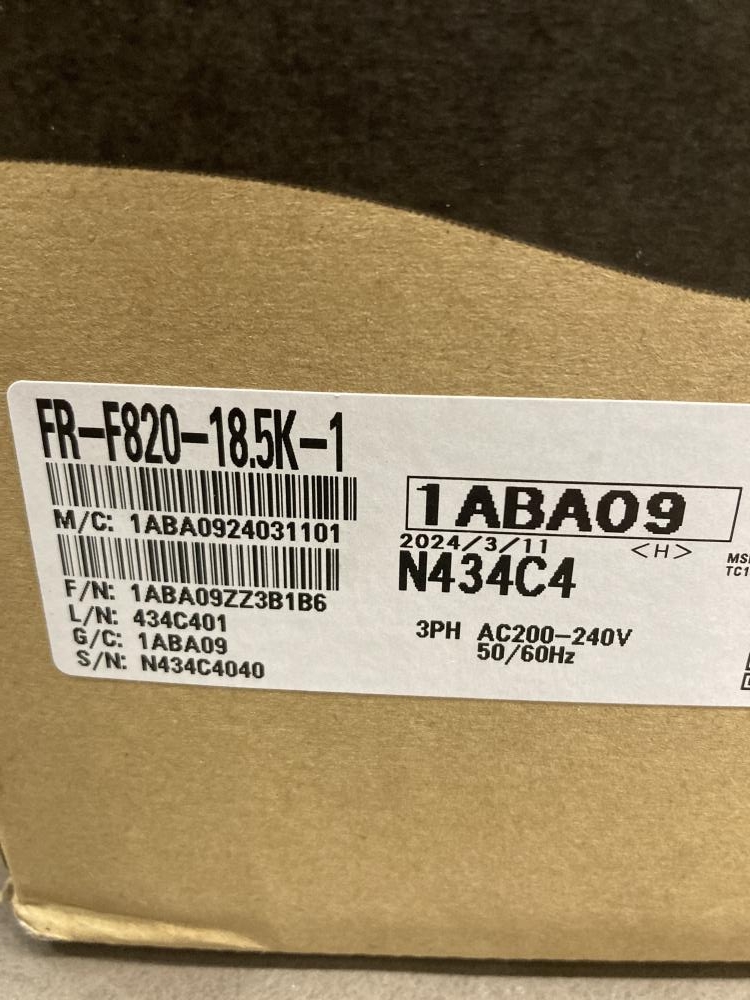 FR-F820-18.5K-1
M/C: 1ABA0924031101
F/N: 1ABA09ZZ3B1B6
L/N: 434C401
G/C: 1ABA09
S/N: N434C4040
1ABA09
2024/3/11 <H>
N434C4
3PH AC200-240V
50/60Hz
TC1